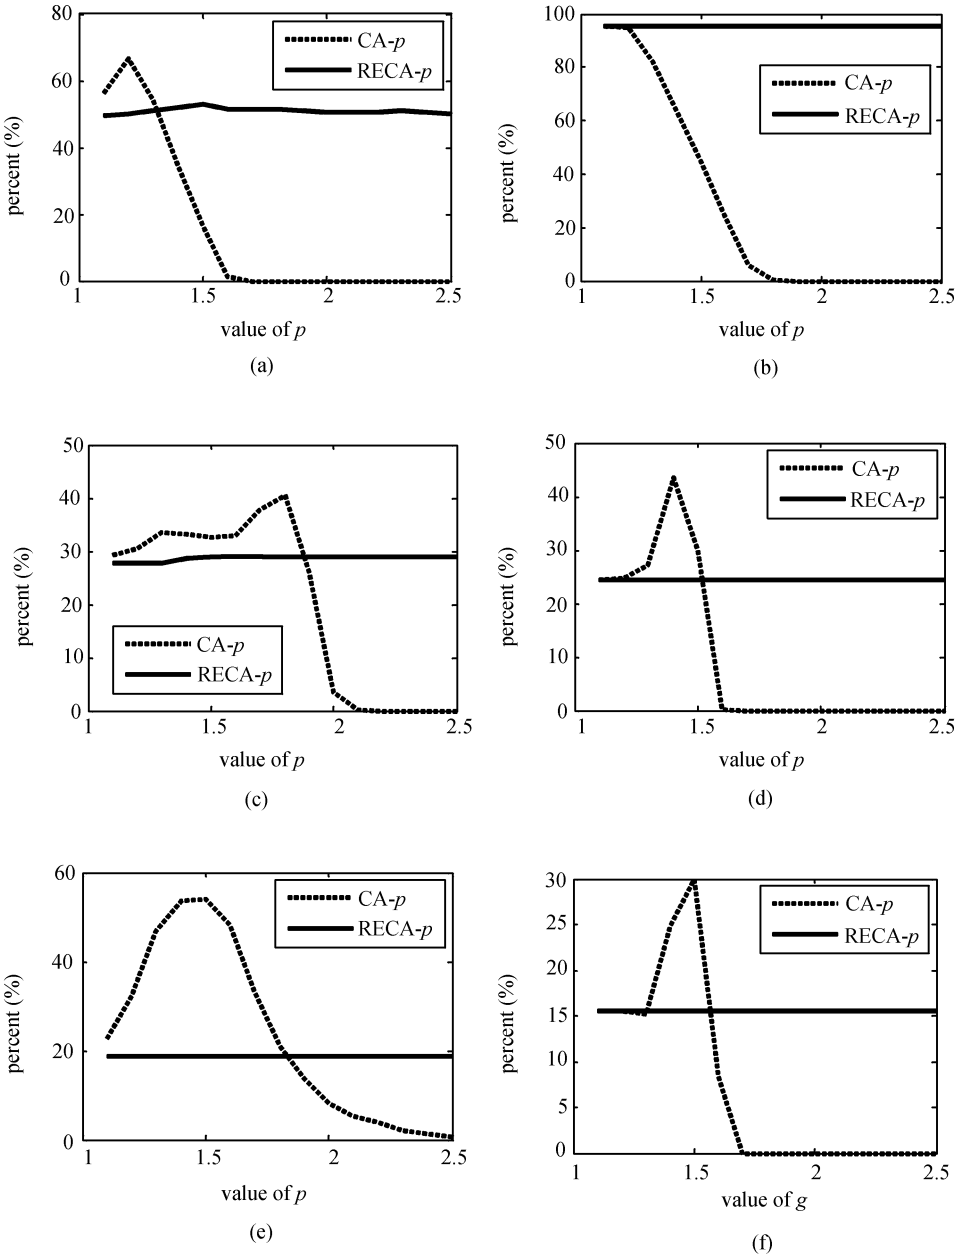 80
60
40
20
0
percent (%)
CA-p
RECA-p
1
1.5
2
2.5
value of p
(a)
100
80
60
40
20
0
percent (%)
CA-p
RECA-p
1
1.5
2
2.5
value of p
(b)
50
40
30
20
10
0
percent (%)
CA-p
RECA-p
1
1.5
2
2.5
value of p
(c)
50
40
30
20
10
0
percent (%)
CA-p
RECA-p
1
1.5
2
2.5
value of p
(d)
60
40
20
0
percent (%)
CA-p
RECA-p
1
1.5
2
2.5
value of p
(e)
30
25
20
15
10
5
0
percent (%)
CA-p
RECA-p
1
1.5
2
2.5
value of g
(f)